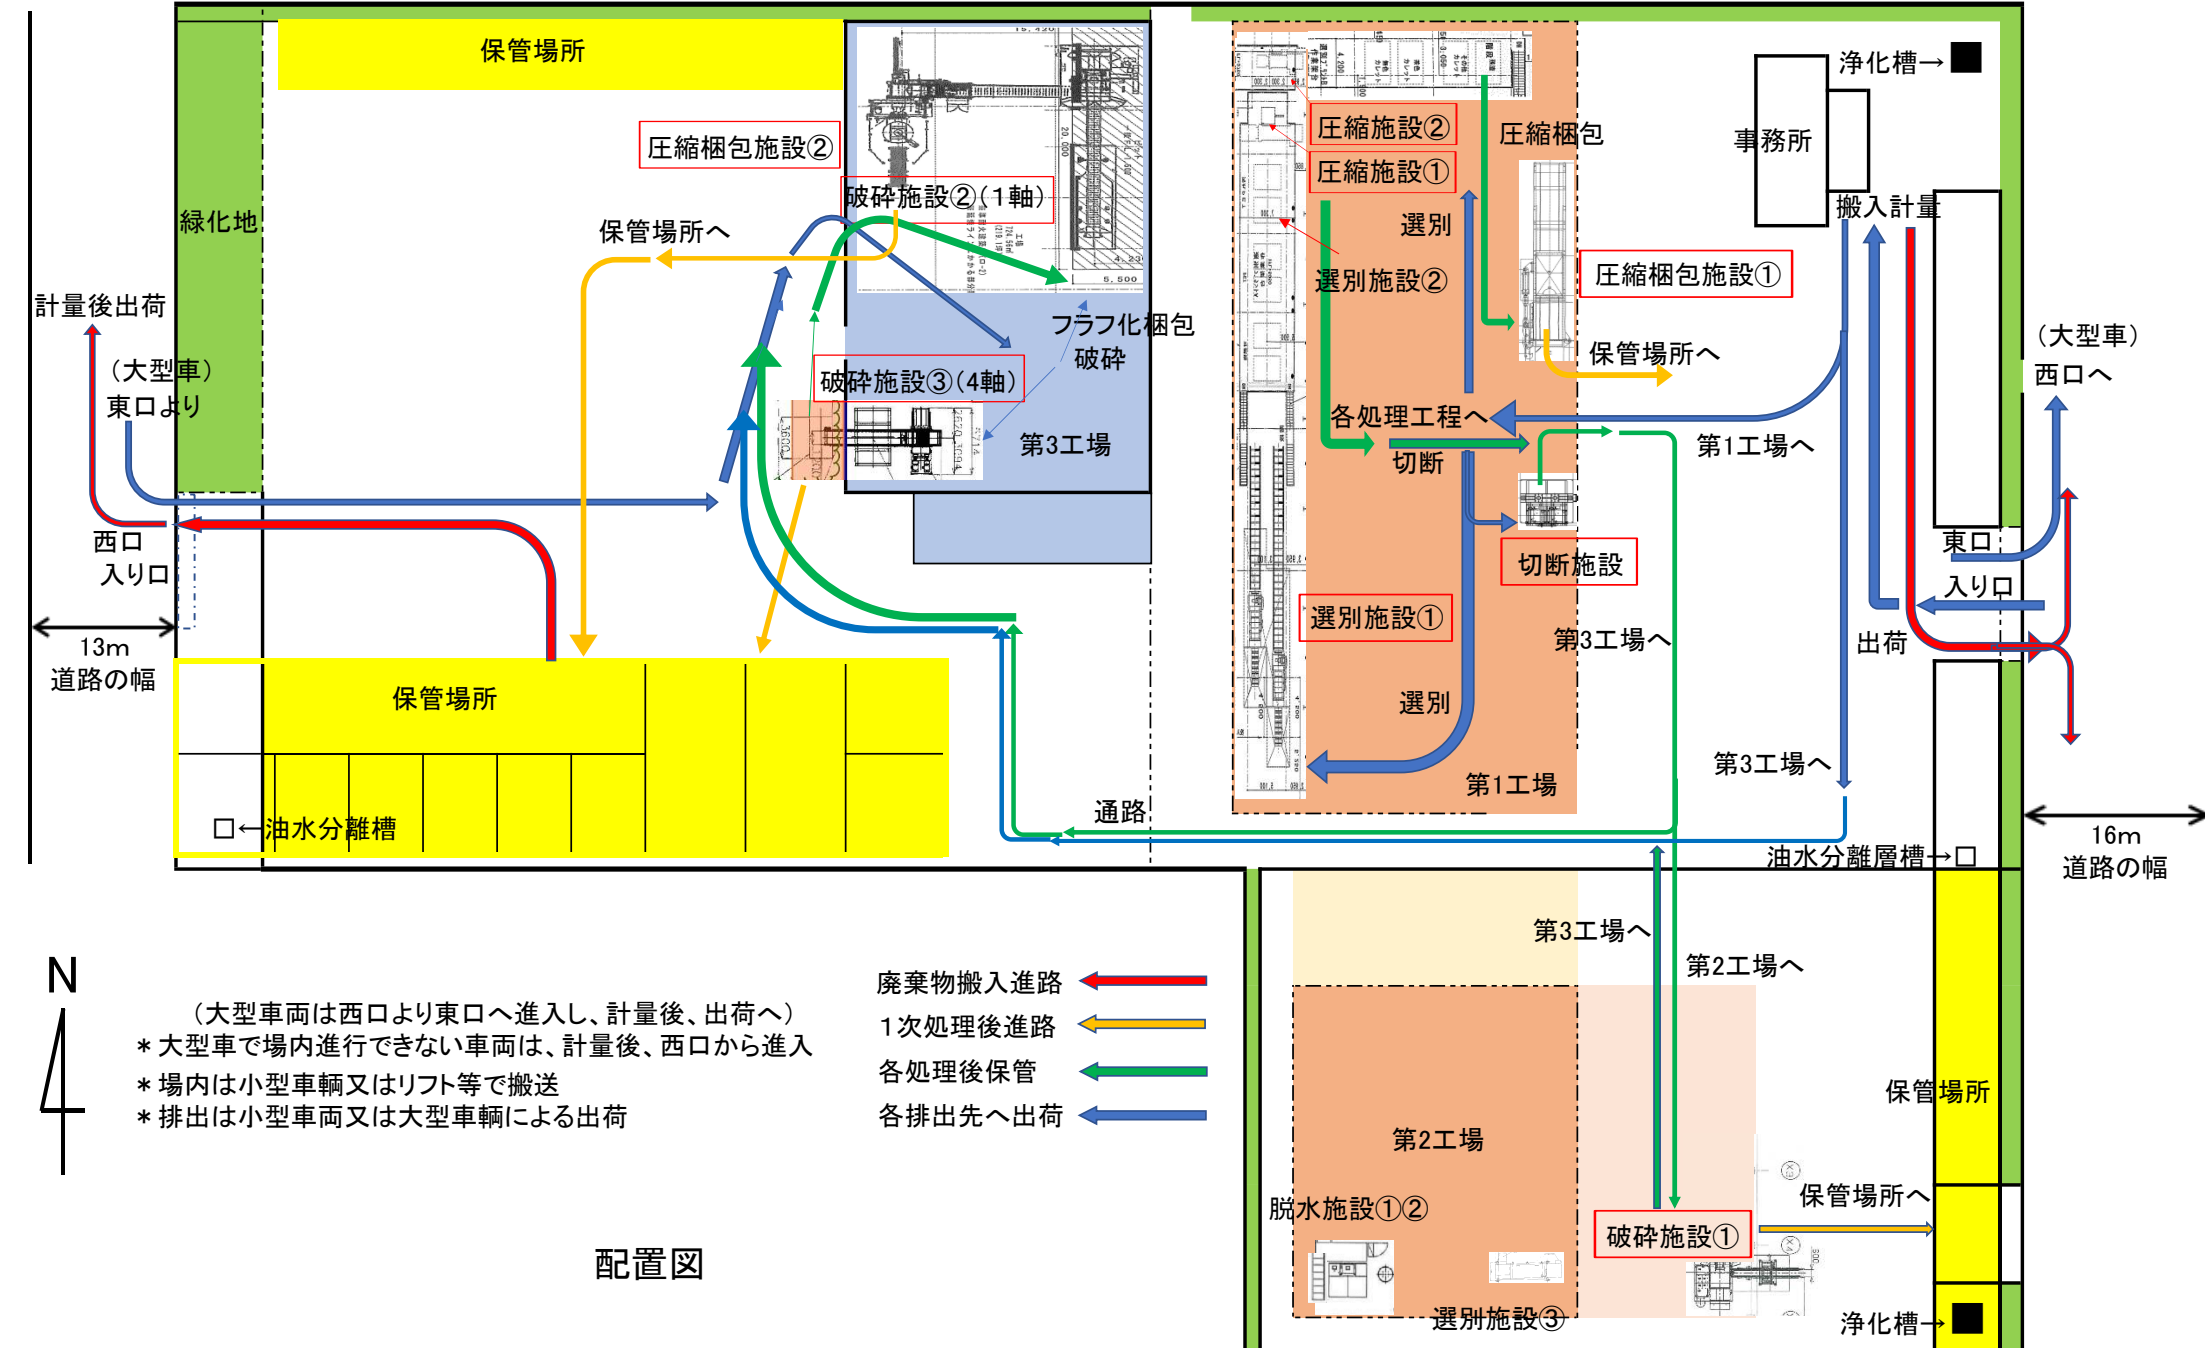 保管場所
浄化槽→■
圧縮梱包施設②
圧縮施設②
圧縮梱包
事務所
圧縮施設①
緑化地
破砕施設②(1軸)
搬入計量
保管場所へ
選別
圧縮梱包施設①
選別施設②
計量後出荷
フラフ化梱包
破砕
(大型車)
西口へ
保管場所へ
(大型車)
東口より
破砕施設③(4軸)
各処理工程へ
第3工場
切断
第1工場へ
西口
入り口
東口
切断施設
入り口
選別施設①
第3工場へ
出荷
13m
道路の幅
保管場所
選別
第3工場へ
第1工場
通路
□←油水分離槽
16m
道路の幅
油水分離層槽→□
第3工場へ
第2工場へ
N
廃棄物搬入進路
(大型車両は西口より東口へ進入し、計量後、出荷へ)
1次処理後進路
*大型車で場内進行できない車両は、計量後、西口から進入
各処理後保管
*場内は小型車輌又はリフト等で搬送
各排出先へ出荷
*排出は小型車両又は大型車輌による出荷
保管場所
第2工場
保管場所へ
脱水施設①②
破砕施設①
配置図
選別施設③
浄化槽→■